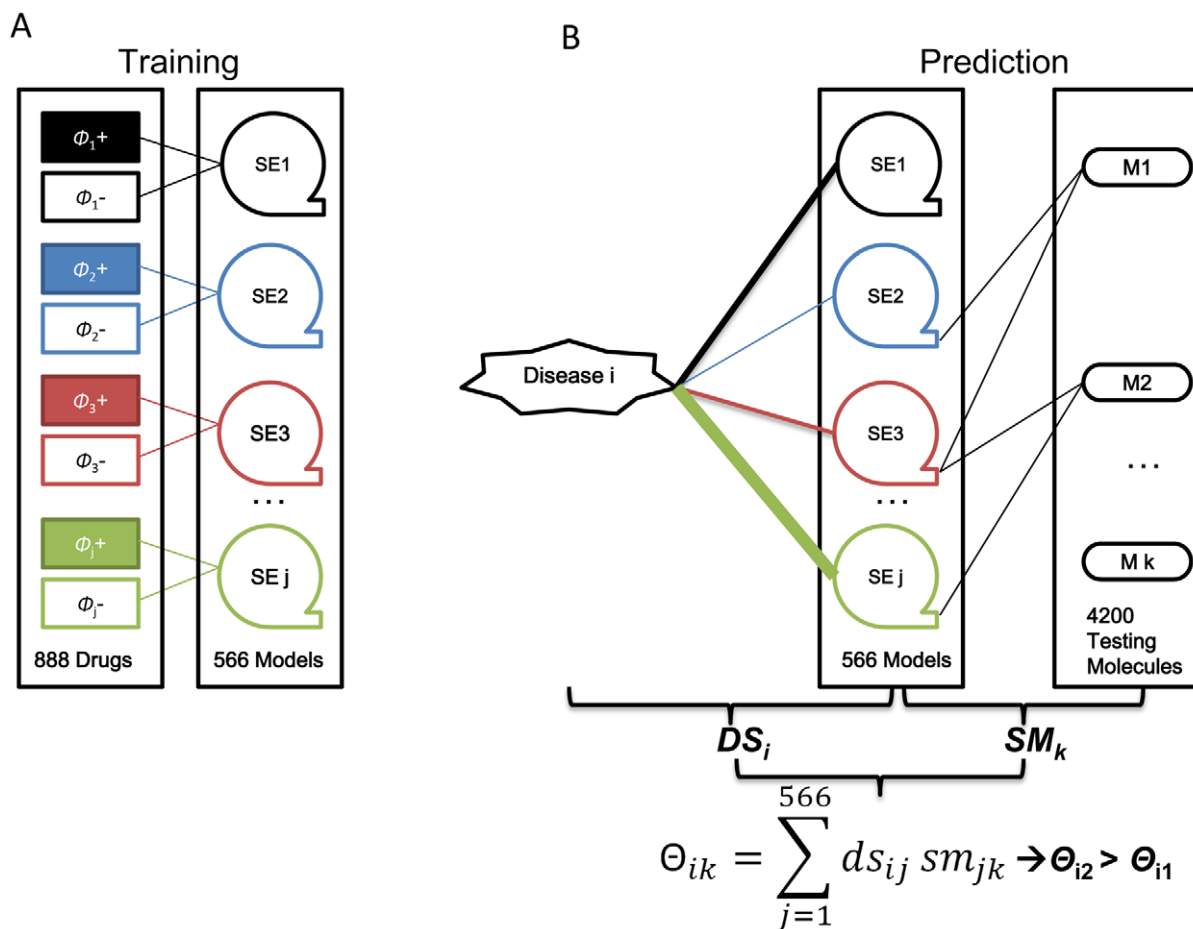 A
Training
Φ1+
Φ1-
Φ2+
Φ2-
Φ3+
Φ3-
Φj+
Φj-
888 Drugs
SE1
SE2
SE3
...
SE j
566 Models
B
Prediction
Disease i
SE1
SE2
SE3
...
SE j
566 Models
M1
M2
...
M k
4200
Testing
Molecules
DSi
SMk
Θik = ∑ j=1 566 dsij smjk →Θi2 > Θi1